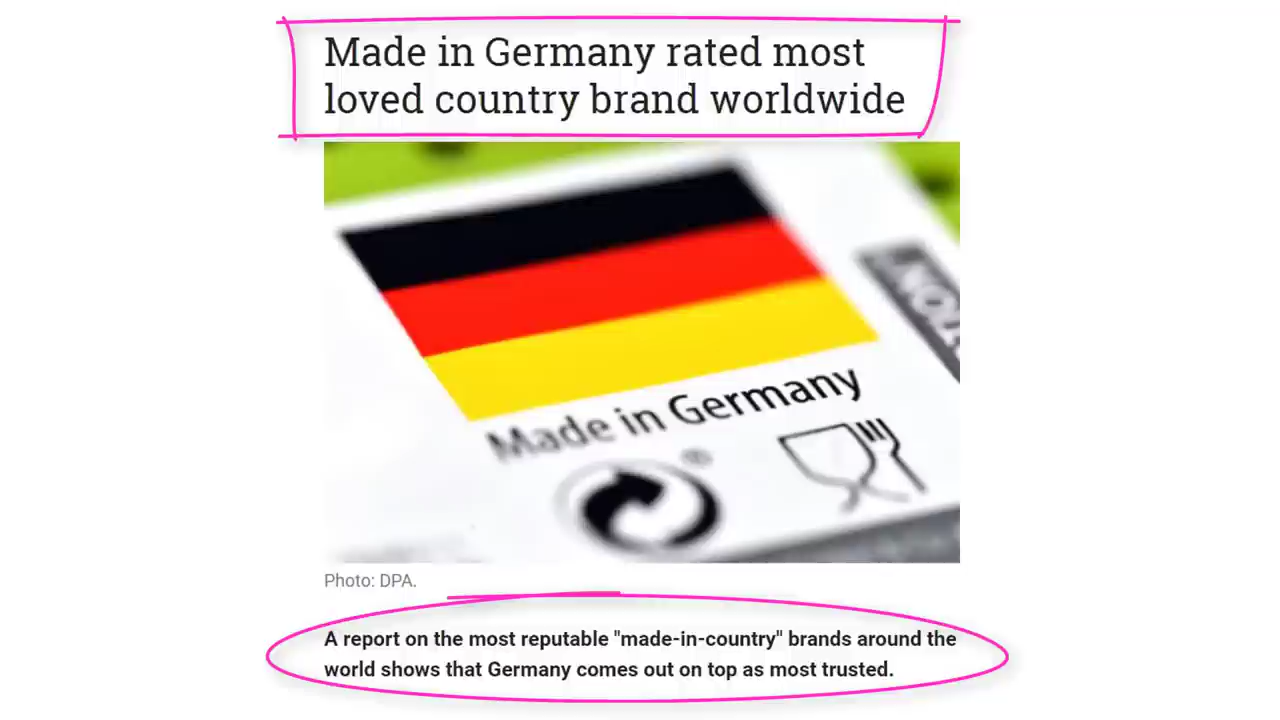 Made in Germany rated most
loved country brand worldwide
Made in Germany
®
Photo: DPA.
A report on the most reputable "made-in-country" brands around the
world shows that Germany comes out on top as most trusted.